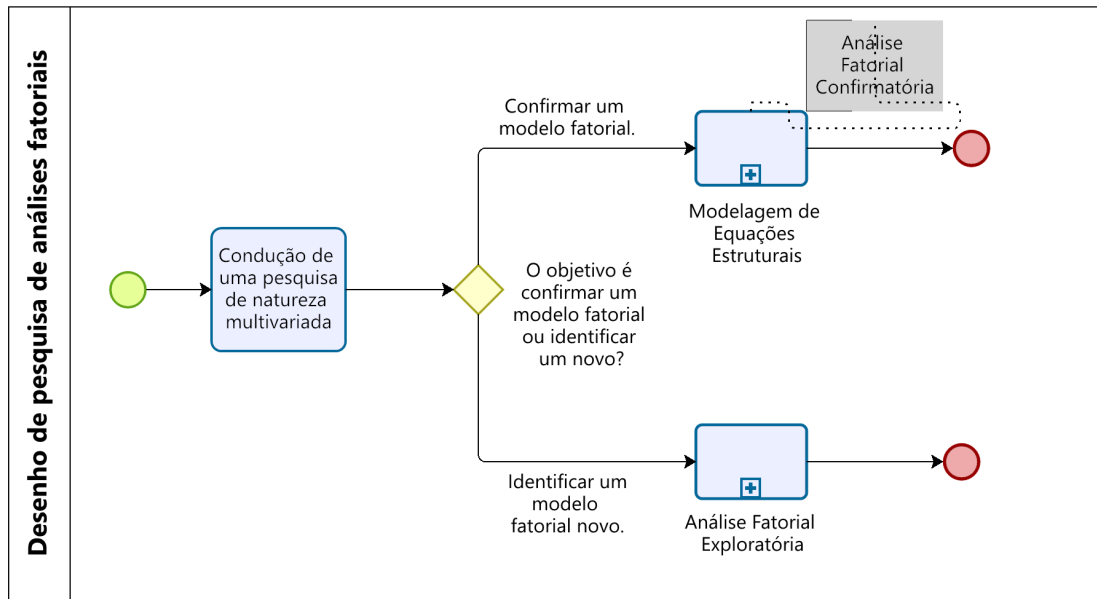 Desenho de pesquisa de análises fatoriais
Condução de
uma pesquisa
de natureza
multivariada
O objetivo é
confirmar um
modelo fatorial
ou identificar
um novo?
Confirmar um
modelo fatorial.
Modelagem de
Equações
Estruturais
Análise
Fatorial
Confirmatória
Identificar um
modelo
fatorial novo.
Análise Fatorial
Exploratória